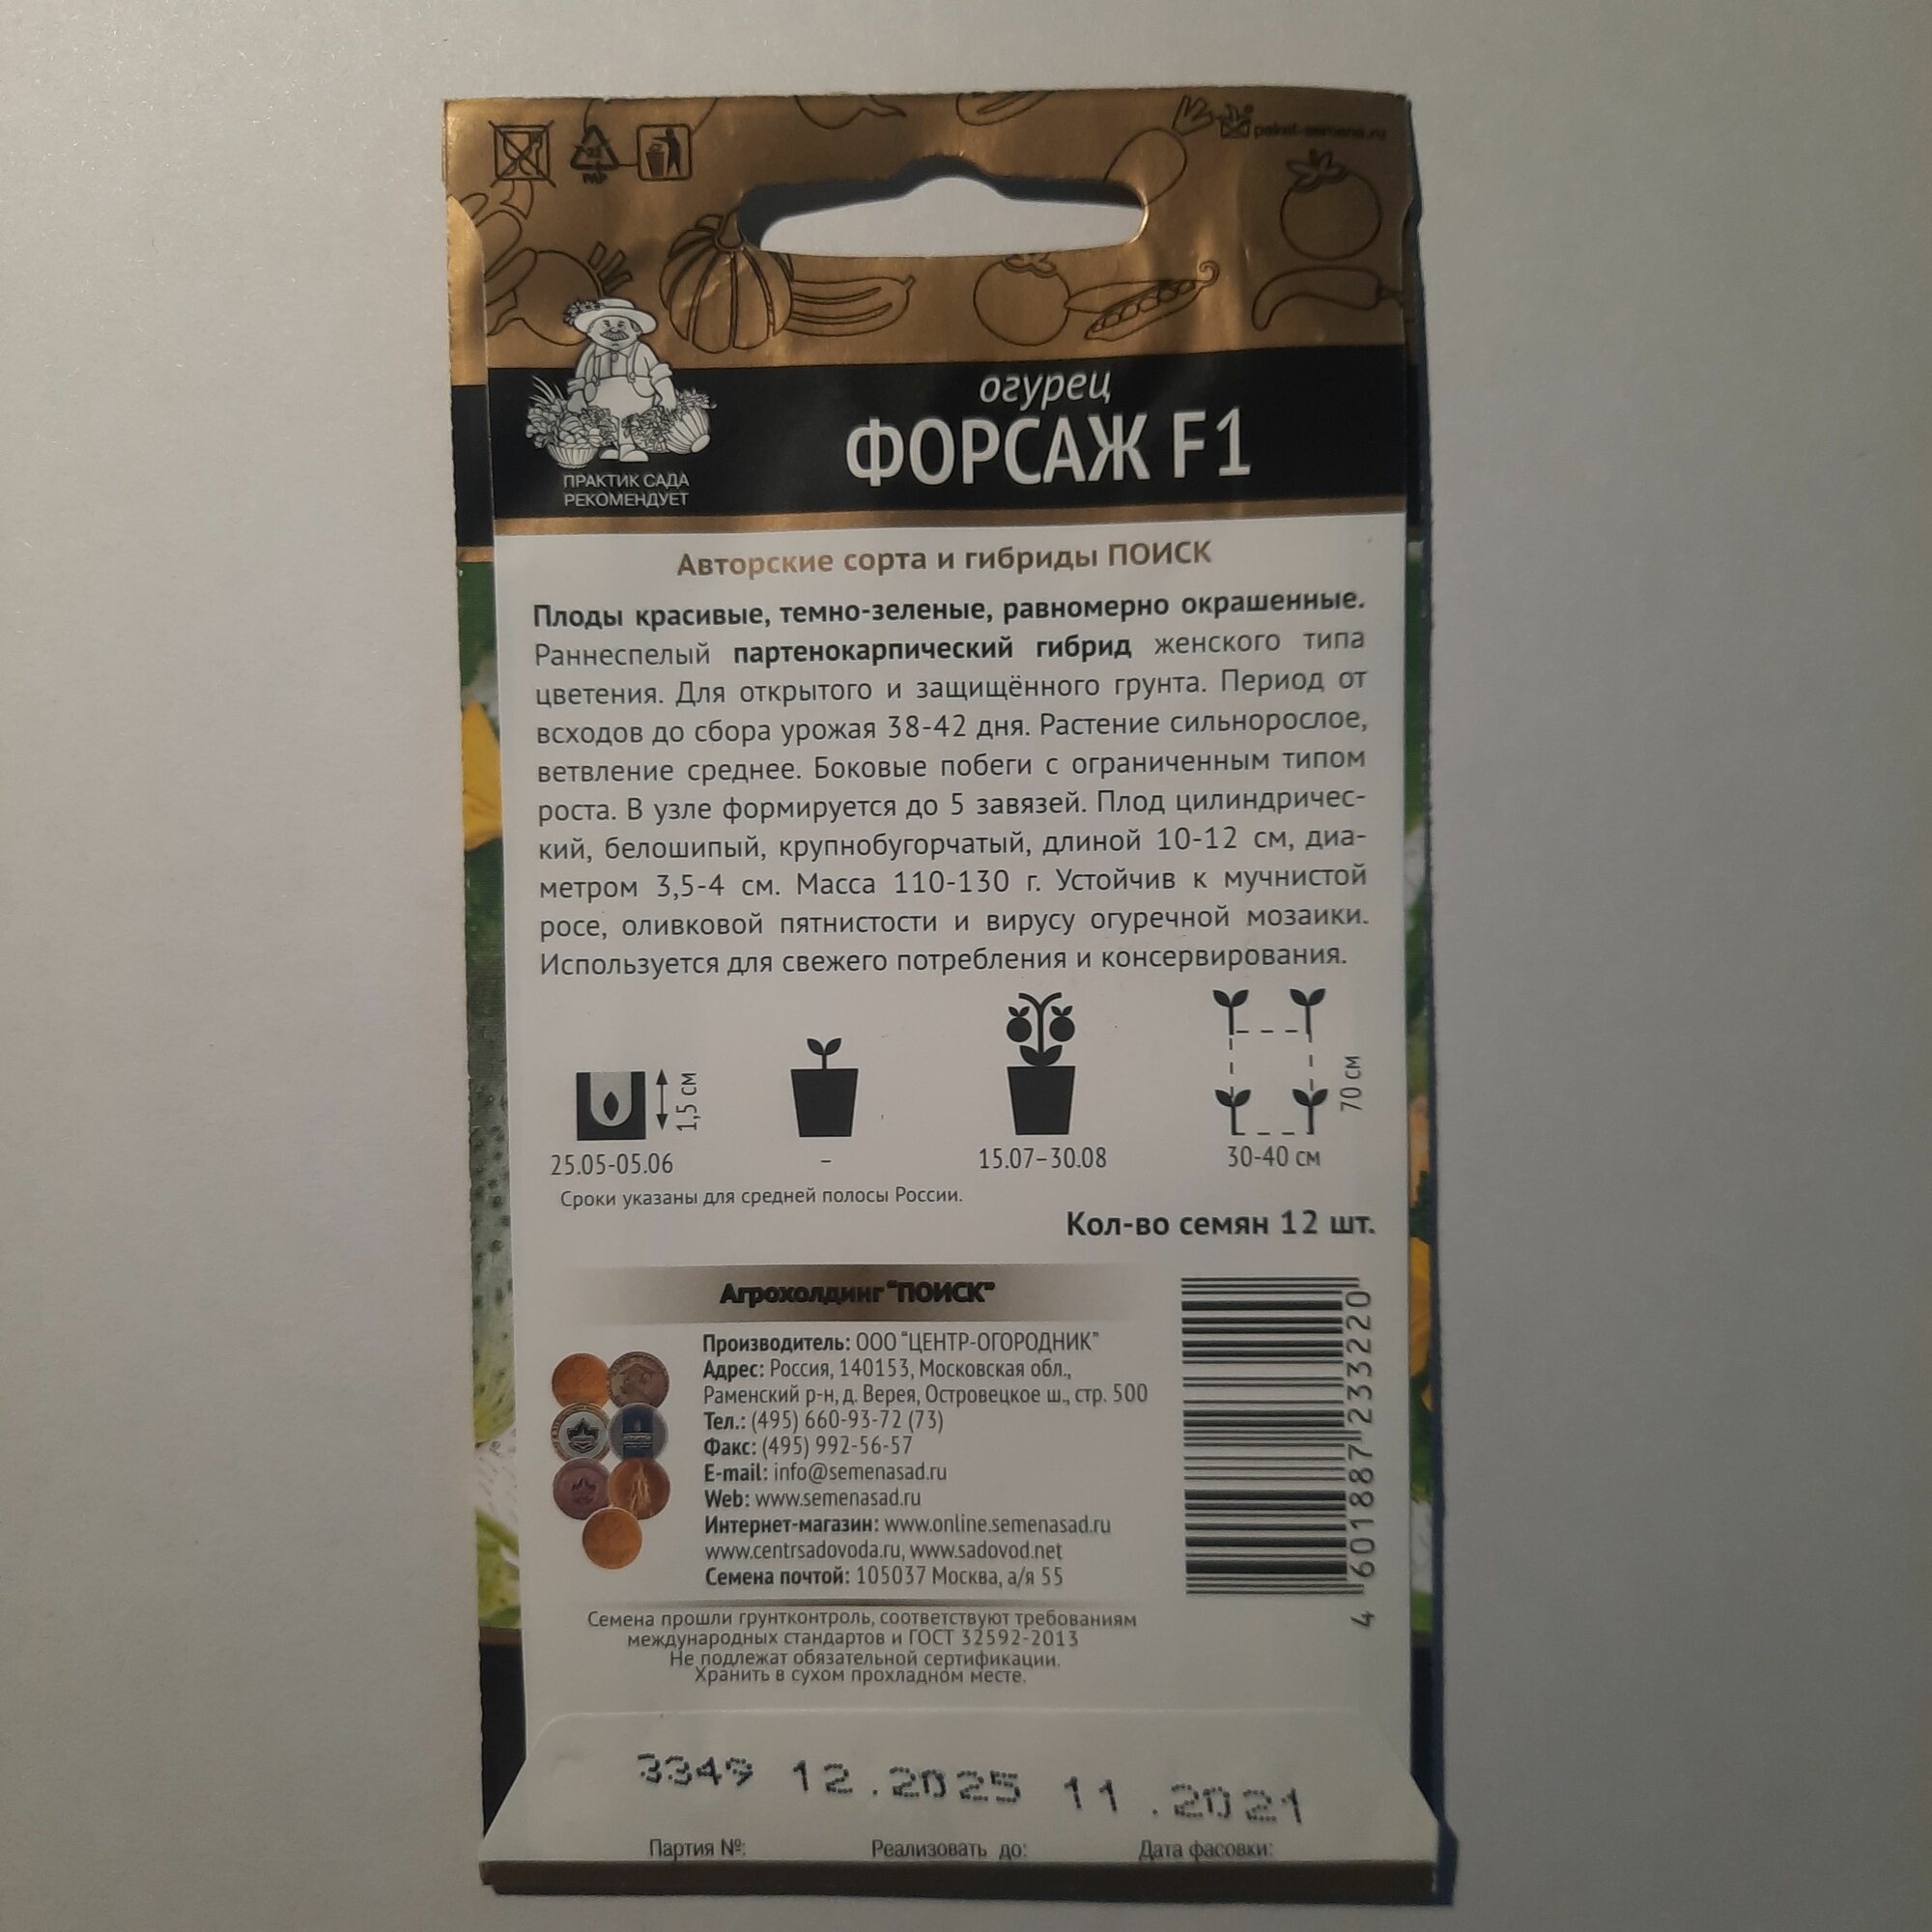 paket-semena.ru
22
PAP
огурец
ФОРСАЖ F1
ПРАКТИК САДА
РЕКОМЕНДУЕТ
Авторские сорта и гибриды ПОИСК
Плоды красивые, темно-зеленые, равномерно окрашенные.
Раннеспелый партенокарпический гибрид женского типа
цветения. Для открытого и защищённого грунта. Период от
всходов до сбора урожая 38-42 дня. Растение сильнорослое,
ветвление среднее. Боковые побеги с ограниченным типом
роста. В узле формируется до 5 завязей. Плод цилиндричес-
кий, белошипый, крупнобугорчатый, длиной 10-12 см, диа-
метром 3,5-4 см. Масса 110-130 г. Устойчив к мучнистой
росе, оливковой пятнистости и вирусу огуречной мозаики.
Используется для свежего потребления и консервирования.
1,5 см
70 см
25.05-05.06
–
15.07–30.08
30-40 см
Сроки указаны для средней полосы России.
Кол-во семян 12 шт.
Агрохолдинг "ПОИСК"
Производитель: ООО "ЦЕНТР-ОГОРОДНИК"
Адрес: Россия, 140153, Московская обл.,
Раменский р-н, д. Верея, Островецкое ш., стр. 500
Тел.: (495) 660-93-72 (73)
Факс: (495) 992-56-57
E-mail: info@semenasad.ru
Web: www.semenasad.ru
Интернет-магазин: www.online.semenasad.ru
www.centrsadovoda.ru, www.sadovod.net
Семена почтой: 105037 Москва, а/я 55
4 601887 233220
Семена прошли грунтконтроль, соответствуют требованиям
международных стандартов и ГОСТ 32592-2013
Не подлежат обязательной сертификации.
Хранить в сухом прохладном месте.
3349 12.2025 11.2021
Партия №: Реализовать до: Дата фасовки: